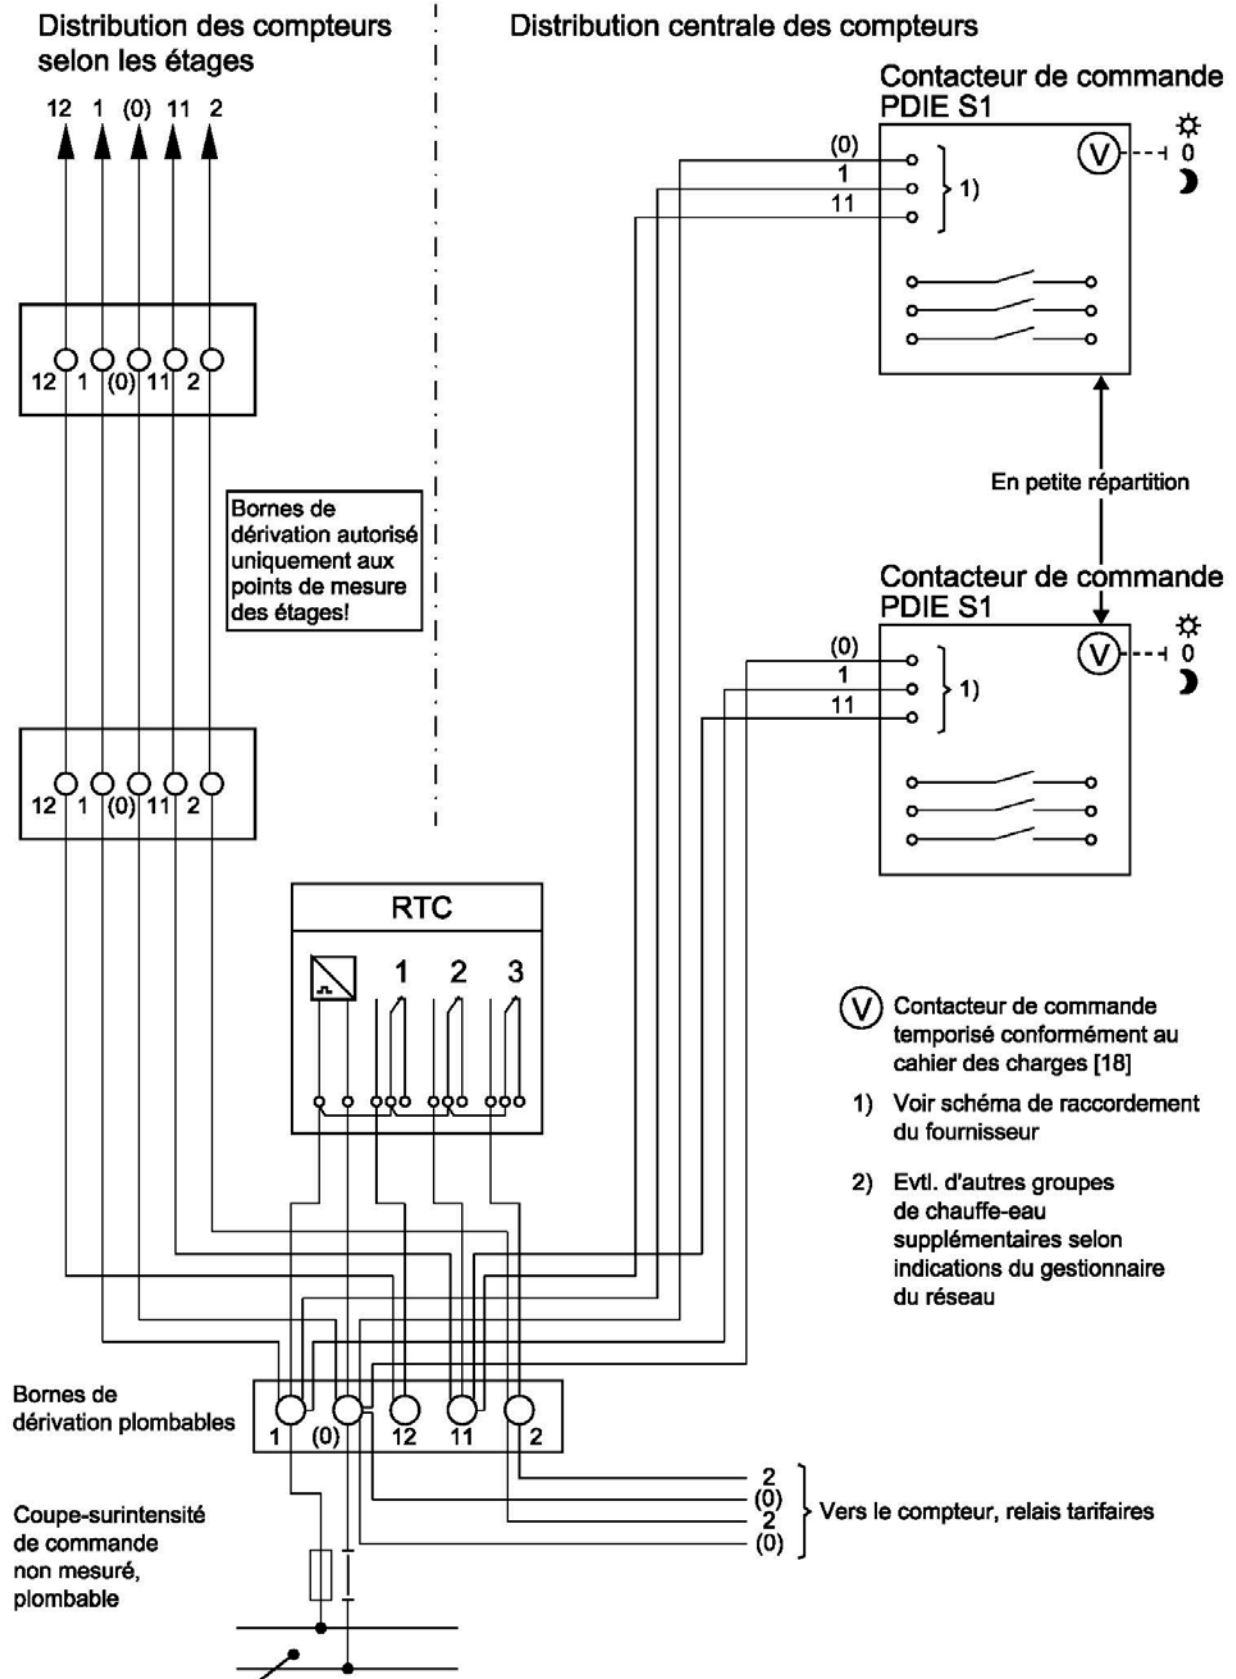 Distribution des compteurs
selon les étages
Distribution centrale des compteurs
12 1 (0) 11 2
Contacteur de commande
PDIE S1
(0)
1
11
1)
V
0
12 1 (0) 11 2
En petite répartition
Bornes de
dérivation autorisé
uniquement aux
points de mesure
des étages!
Contacteur de commande
PDIE S1
(0)
1
11
1)
V
0
12 1 (0) 11 2
RTC
1 2 3
V Contacteur de commande
temporisé conformément au
cahier des charges [18]
1) Voir schéma de raccordement
du fournisseur
2) Evtl. d'autres groupes
de chauffe-eau
supplémentaires selon
indications du gestionnaire
du réseau
Bornes de
dérivation plombables
1 (0) 12 11 2
2
(0)
2
(0)
Vers le compteur, relais tarifaires
Coupe-surintensité
de commande
non mesuré,
plombable